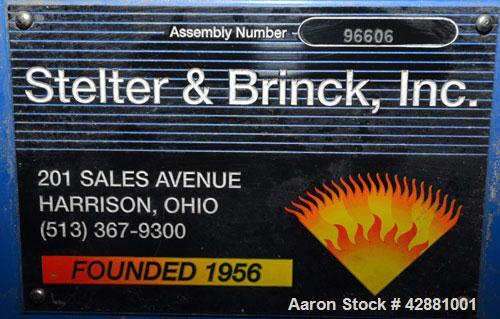 Assembly Number - 96606
Stelter & Brinck, Inc.
201 SALES AVENUE
HARRISON, OHIO
(513) 367-9300
FOUNDED 1956
Aaron Stock # 42881001